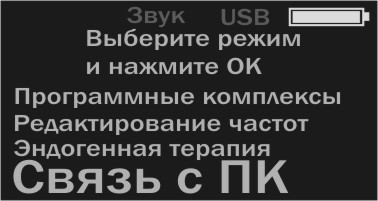 Звук USB
Выберите режим
и нажмите ОК
Программные комплексы
Редактирование частот
Эндогенная терапия
Связь с ПК